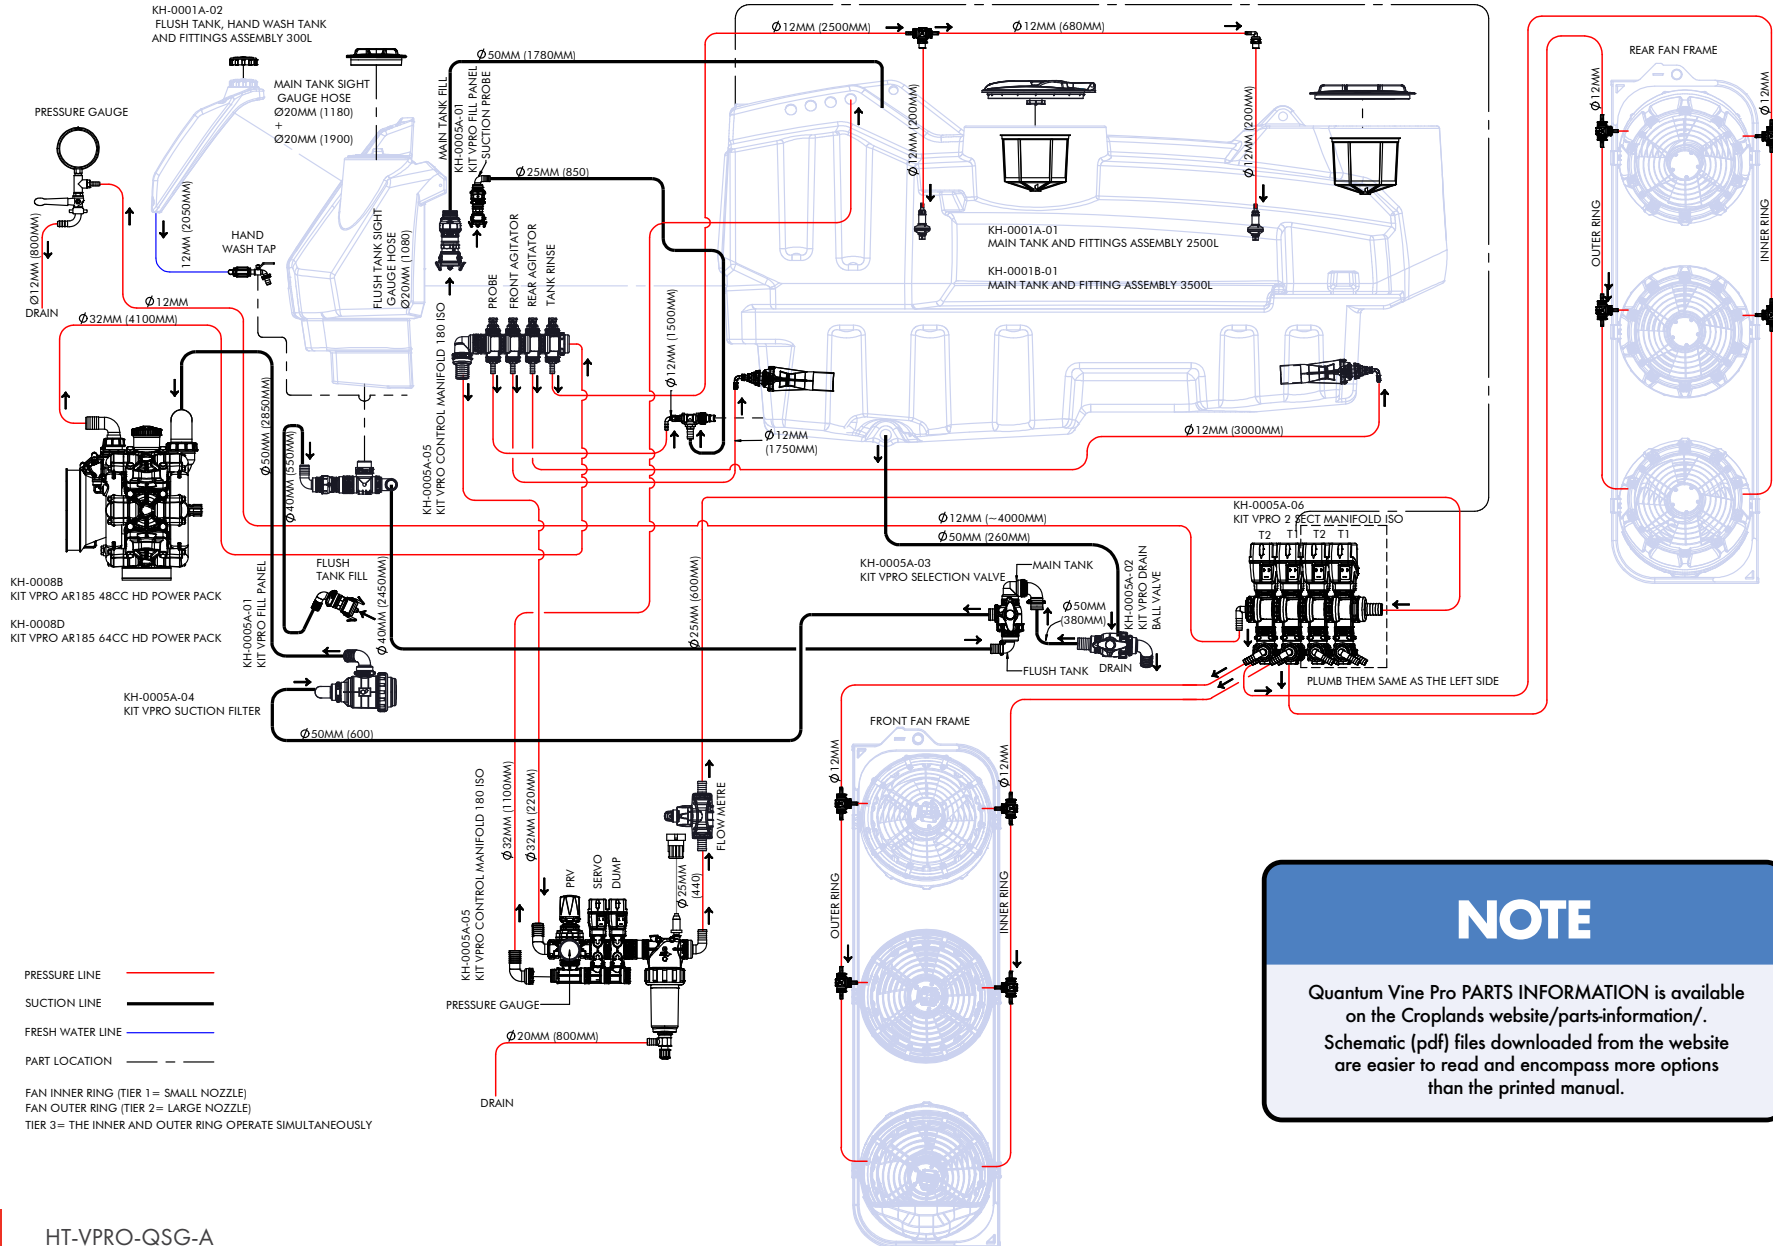 KH-0001A-02
FLUSH TANK, HAND WASH TANK
AND FITTINGS ASSEMBLY 300L
PRESSURE GAUGE
MAIN TANK SIGHT
GAUGE HOSE
Ø20MM (1180)
+
Ø20MM (1900)
Ø50MM (1780MM)
MAIN TANK FILL
KH-0005A-01
KIT VPRO FILL PANEL
SUCTION PROBE
Ø25MM (850)
Ø12MM (2500MM)
Ø12MM (680MM)
Ø12MM (200MM)
Ø12MM (200MM)
REAR FAN FRAME
Ø12MM
Ø12MM
OUTER RING
INNER RING
12MM (2050MM)
HAND
WASH TAP
FLUSH TANK SIGHT
GAUGE HOSE
Ø20MM (1080)
Ø12MM (800MM)
DRAIN
Ø12MM
Ø32MM (4100MM)
PROBE
FRONT AGITATOR
REAR AGITATOR
TANK RINSE
KH-0001A-01
MAIN TANK AND FITTINGS ASSEMBLY 2500L
KH-0001B-01
MAIN TANK AND FITTING ASSEMBLY 3500L
Ø12MM (1500MM)
Ø12MM
(1750MM)
Ø12MM (3000MM)
KH-0005A-05
KIT VPRO CONTROL MANIFOLD 180 ISO
Ø50MM (2850MM)
Ø40MM (550MM)
KH-0008B
KIT VPRO AR185 48CC HD POWER PACK
KH-0008D
KIT VPRO AR185 64CC HD POWER PACK
KH-0005A-01
KIT VPRO FILL PANEL
FLUSH
TANK FILL
Ø40MM (2450MM)
Ø12MM (~4000MM)
Ø50MM (260MM)
KH-0005A-03
KIT VPRO SELECTION VALVE
MAIN TANK
Ø50MM
(380MM)
KH-0005A-02
KIT VPRO DRAIN
BALL VALVE
FLUSH TANK
DRAIN
KH-0005A-06
KIT VPRO 2 SECT MANIFOLD ISO
T2 T1 T2 T1
PLUMB THEM SAME AS THE LEFT SIDE
Ø25MM (600MM)
KH-0005A-04
KIT VPRO SUCTION FILTER
Ø50MM (600)
FRONT FAN FRAME
Ø12MM
Ø12MM
OUTER RING
INNER RING
Ø32MM (1100MM)
Ø32MM (220MM)
FLOW METRE
KH-0005A-05
KIT VPRO CONTROL MANIFOLD 180 ISO
PRV
SERVO
DUMP
Ø25MM
(440)
PRESSURE GAUGE
Ø20MM (800MM)
DRAIN
PRESSURE LINE
SUCTION LINE
FRESH WATER LINE
PART LOCATION
FAN INNER RING (TIER 1= SMALL NOZZLE)
FAN OUTER RING (TIER 2= LARGE NOZZLE)
TIER 3= THE INNER AND OUTER RING OPERATE SIMULTANEOUSLY
NOTE
Quantum Vine Pro PARTS INFORMATION is available
on the Croplands website/parts-information/.
Schematic (pdf) files downloaded from the website
are easier to read and encompass more options
than the printed manual.
HT-VPRO-QSG-A